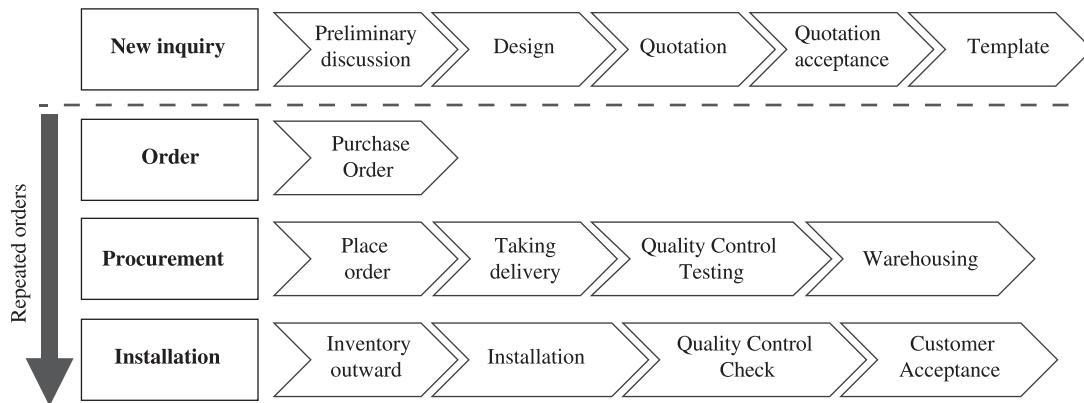 New inquiry
Preliminary
discussion
Design
Quotation
Quotation
acceptance
Template
Repeated orders
Order
Purchase
Order
Procurement
Place
order
Taking
delivery
Quality Control
Testing
Warehousing
Installation
Inventory
outward
Installation
Quality Control
Check
Customer
Acceptance